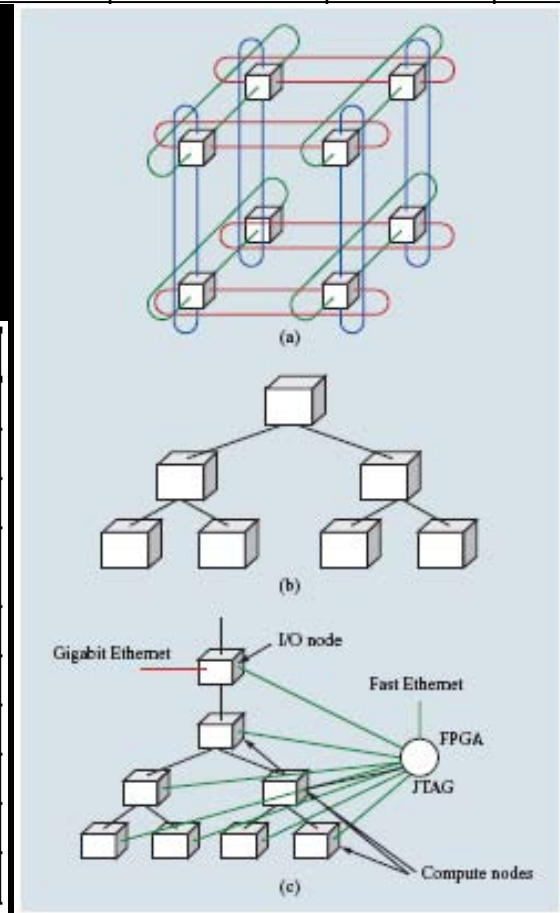 (a)
(b)
I/O node
Gigabit Ethernet
Fast Ethernet
FPGA
JTAG
Compute nodes
(c)